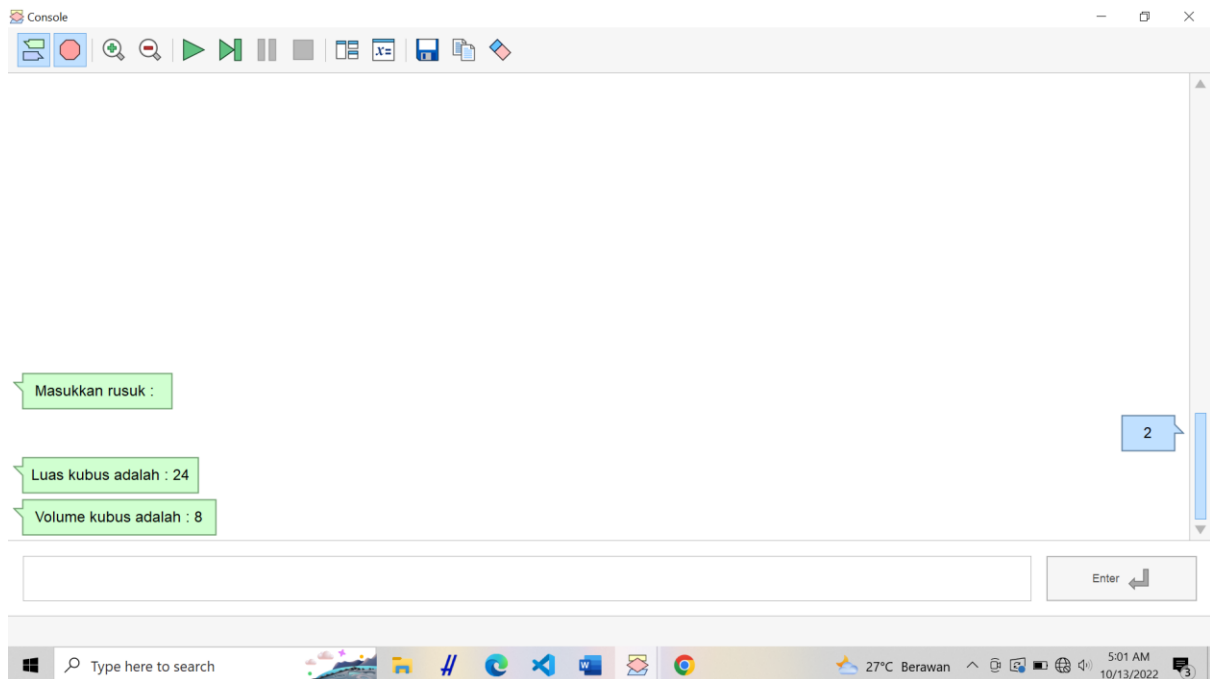 Console
x=
Masukkan rusuk :
2
Luas kubus adalah : 24
Volume kubus adalah : 8
Enter
Type here to search
27°C Berawan
5:01 AM
10/13/2022
3